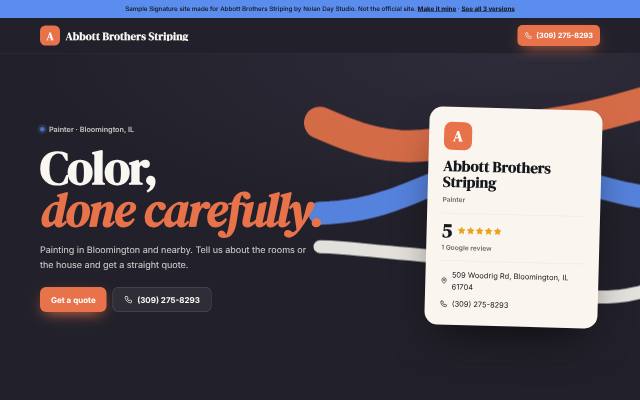 Sample Signature site made for Abbott Brothers Striping by Nolan Day Studio. Not the official site. Make it mine · See all 3 versions
A Abbott Brothers Striping
(309) 275-8293
Painter · Bloomington, IL
Color,
done carefully.
Painting in Bloomington and nearby. Tell us about the rooms or
the house and get a straight quote.
Get a quote
(309) 275-8293
A
Abbott Brothers
Striping
Painter
5 ★★★★★
1 Google review
509 Woodrig Rd, Bloomington, IL
61704
(309) 275-8293